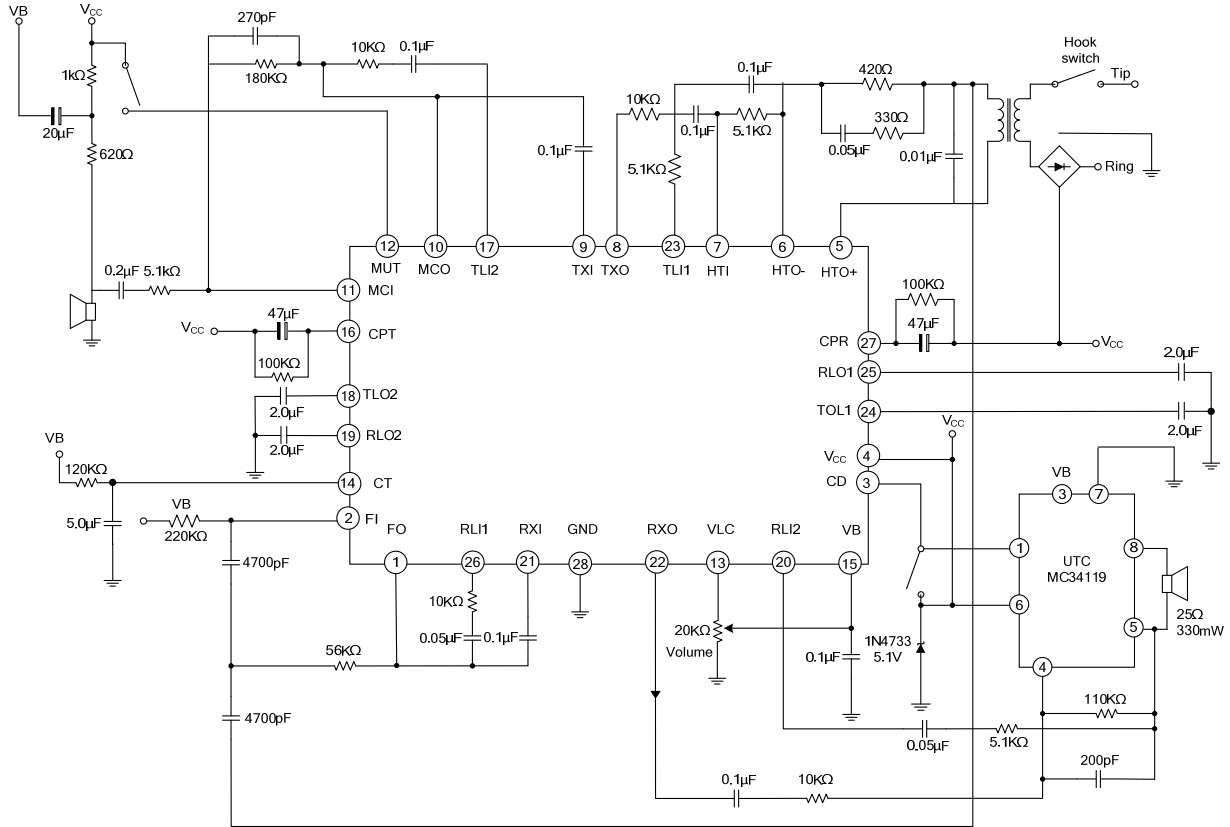 VB
VCC
270pF
180KΩ
10KΩ
0.1µF
1kΩ
20µF
620Ω
0.1µF
0.1µF
10KΩ
0.1µF
5.1KΩ
5.1KΩ
420Ω
330Ω
0.05µF
0.01µF
Hook
switch
Tip
Ring
12
10
17
9
8
23
7
6
5
MUT
MCO
TLI2
TXI
TXO
TLI1
HTI
HTO-
HTO+
0.2µF
5.1kΩ
11
MCI
VCC
47µF
16
CPT
100KΩ
18
TLO2
2.0µF
19
RLO2
2.0µF
VB
120KΩ
14
CT
5.0µF
VB
220KΩ
2
FI
100KΩ
47µF
CPR
27
VCC
RLO1
25
2.0µF
TOL1
24
2.0µF
VCC
VCC
4
CD
3
FO
RLI1
RXI
GND
RXO
VLC
RLI2
VB
1
26
21
28
22
13
20
15
4700pF
10KΩ
0.05µF
0.1µF
56KΩ
4700pF
20KΩ
Volume
0.1µF
1N4733
5.1V
VB
3
7
1
8
UTC
MC34119
6
5
4
25Ω
330mW
110KΩ
0.05µF
5.1KΩ
200pF
0.1µF
10KΩ